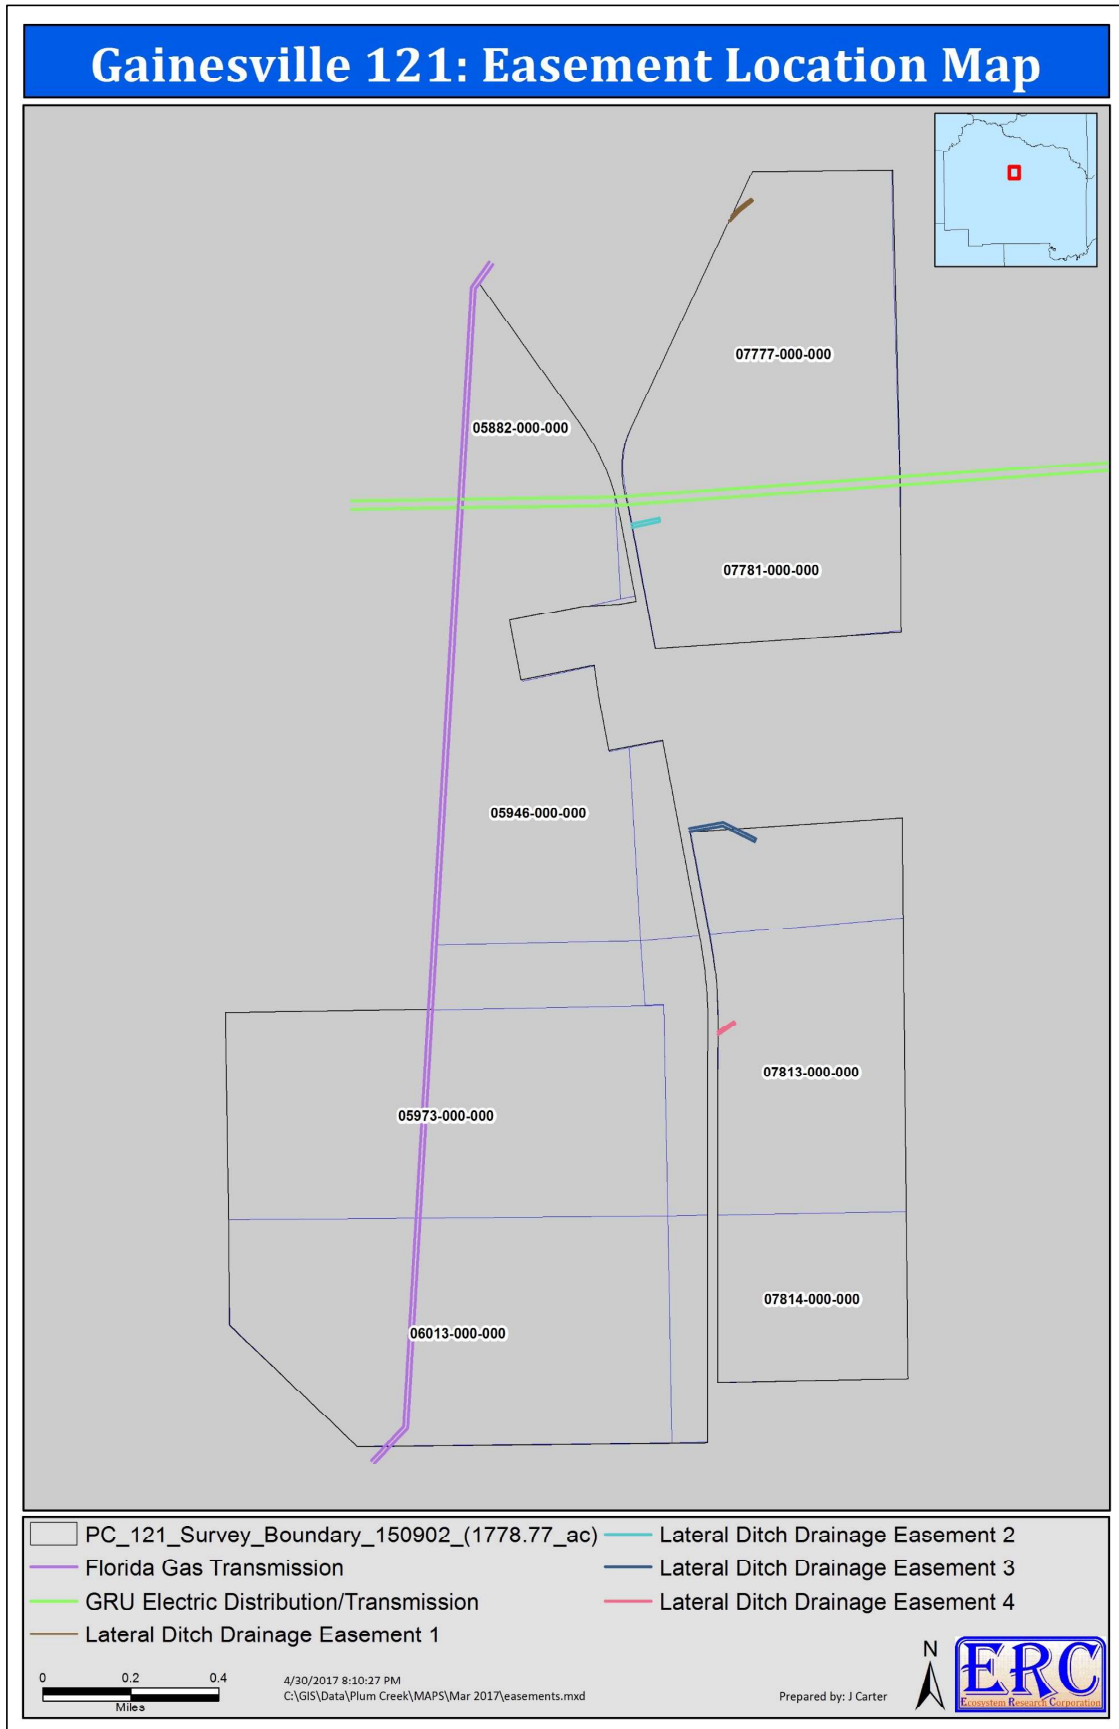 Gainesville 121: Easement Location Map
07777-000-000
05882-000-000
07781-000-000
05946-000-000
07813-000-000
05973-000-000
07814-000-000
06013-000-000
PC_121_Survey_Boundary_150902_(1778.77_ac)
Florida Gas Transmission
GRU Electric Distribution/Transmission
Lateral Ditch Drainage Easement 1
Lateral Ditch Drainage Easement 2
Lateral Ditch Drainage Easement 3
Lateral Ditch Drainage Easement 4
0 0.2 0.4
Miles
4/30/2017 8:10:27 PM
C:\GIS\Data\Plum Creek\MAPS\Mar 2017\easements.mxd
Prepared by: J Carter
N
ERC
Ecosystem Research Corporation